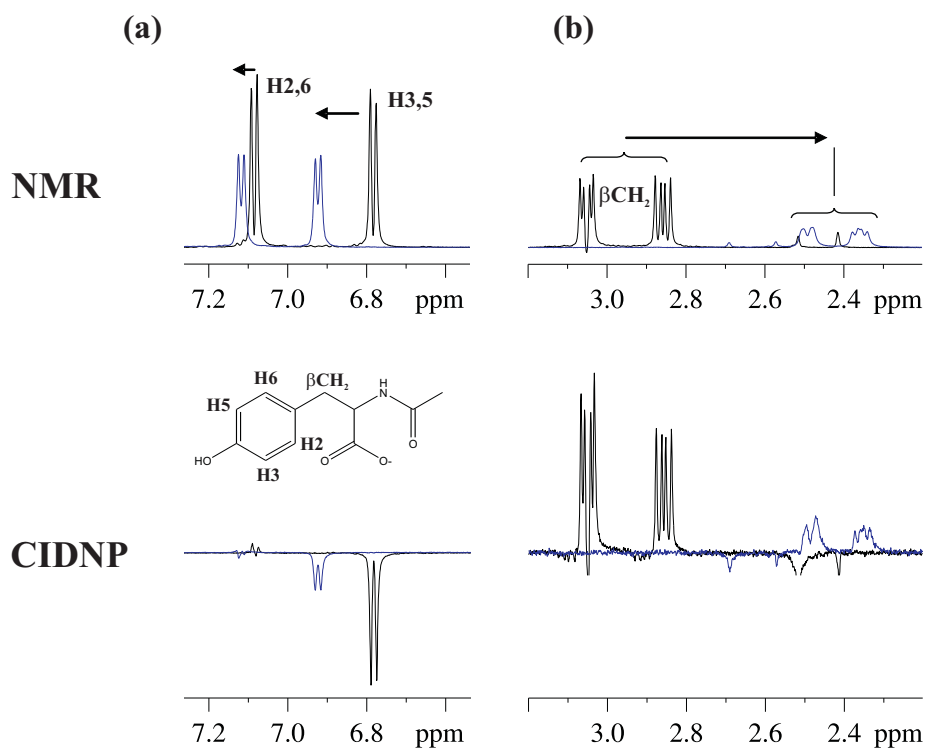 (a)
(b)
NMR
H2,6
H3,5
βCH2
7.2 7.0 6.8 ppm
3.0 2.8 2.6 2.4 ppm
βCH2
H6
H5
H
N
H2
O
O
O-
HO
H3
CIDNP
7.2 7.0 6.8 ppm
3.0 2.8 2.6 2.4 ppm